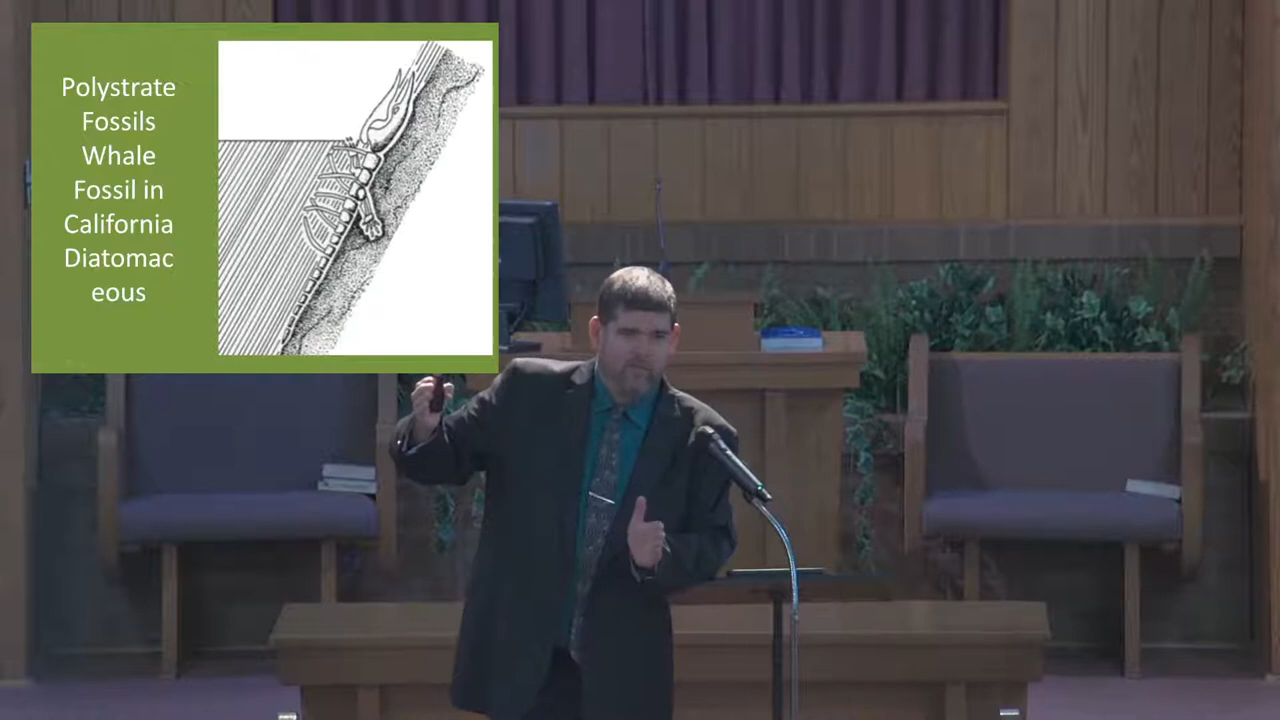 Polystrate
Fossils
Whale
Fossil in
California
Diatomac
eous